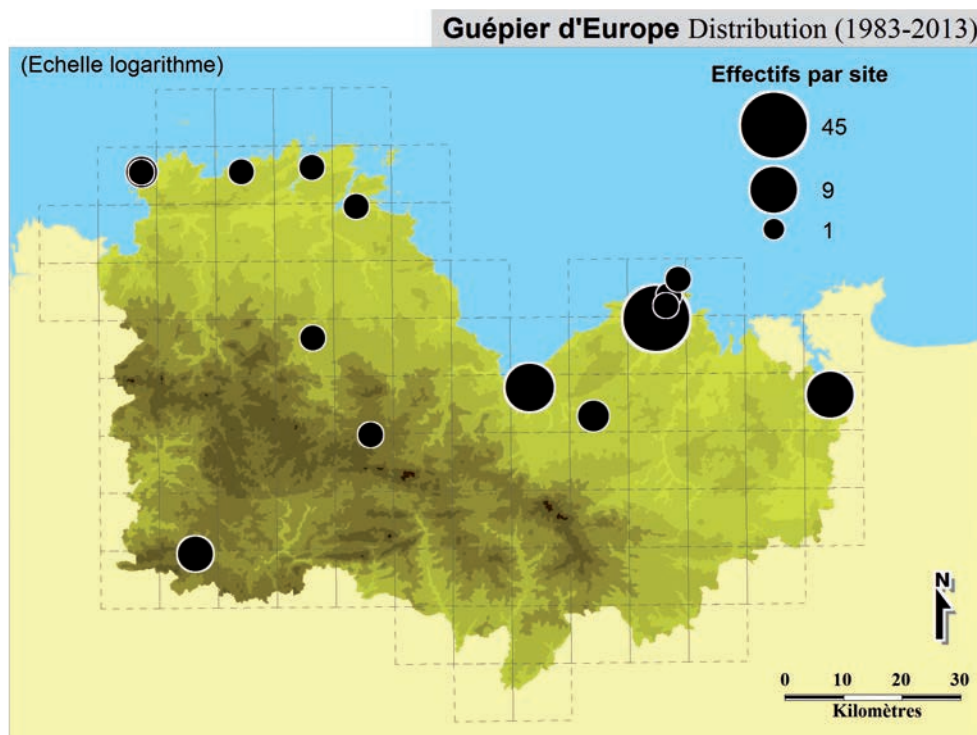 Guépier d'Europe Distribution (1983-2013)
(Echelle logarithme)
Effectifs par site
45
9
1
N
0 10 20 30
Kilomètres